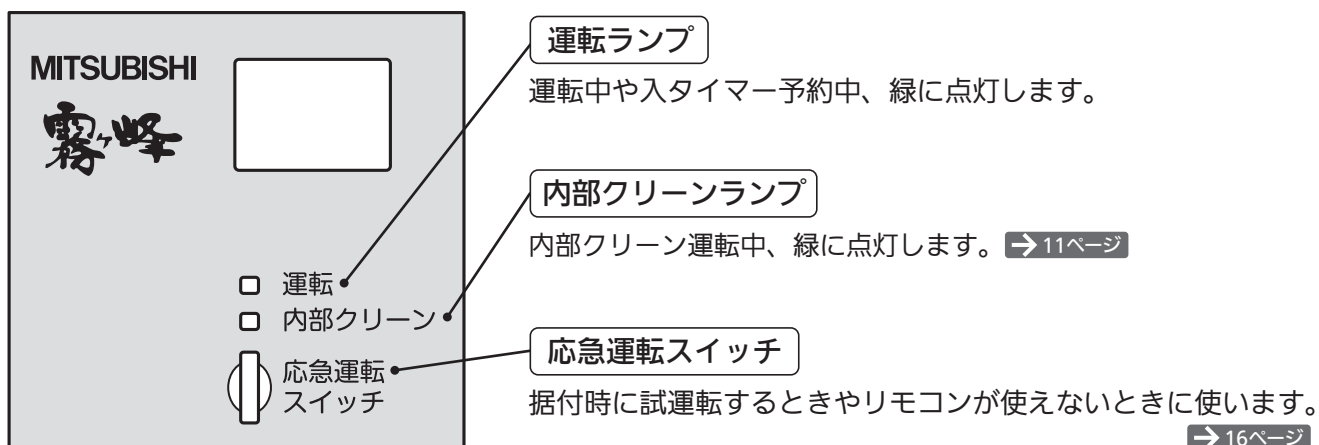 MITSUBISHI
霧ヶ峰
運転
内部クリーン
応急運転
スイッチ
運転ランプ
運転中や入タイマー予約中、緑に点灯します。
内部クリーンランプ
内部クリーン運転中、緑に点灯します。 → 11ページ
応急運転スイッチ
据付時に試運転するときやリモコンが使えないときに使います。
→ 16ページ